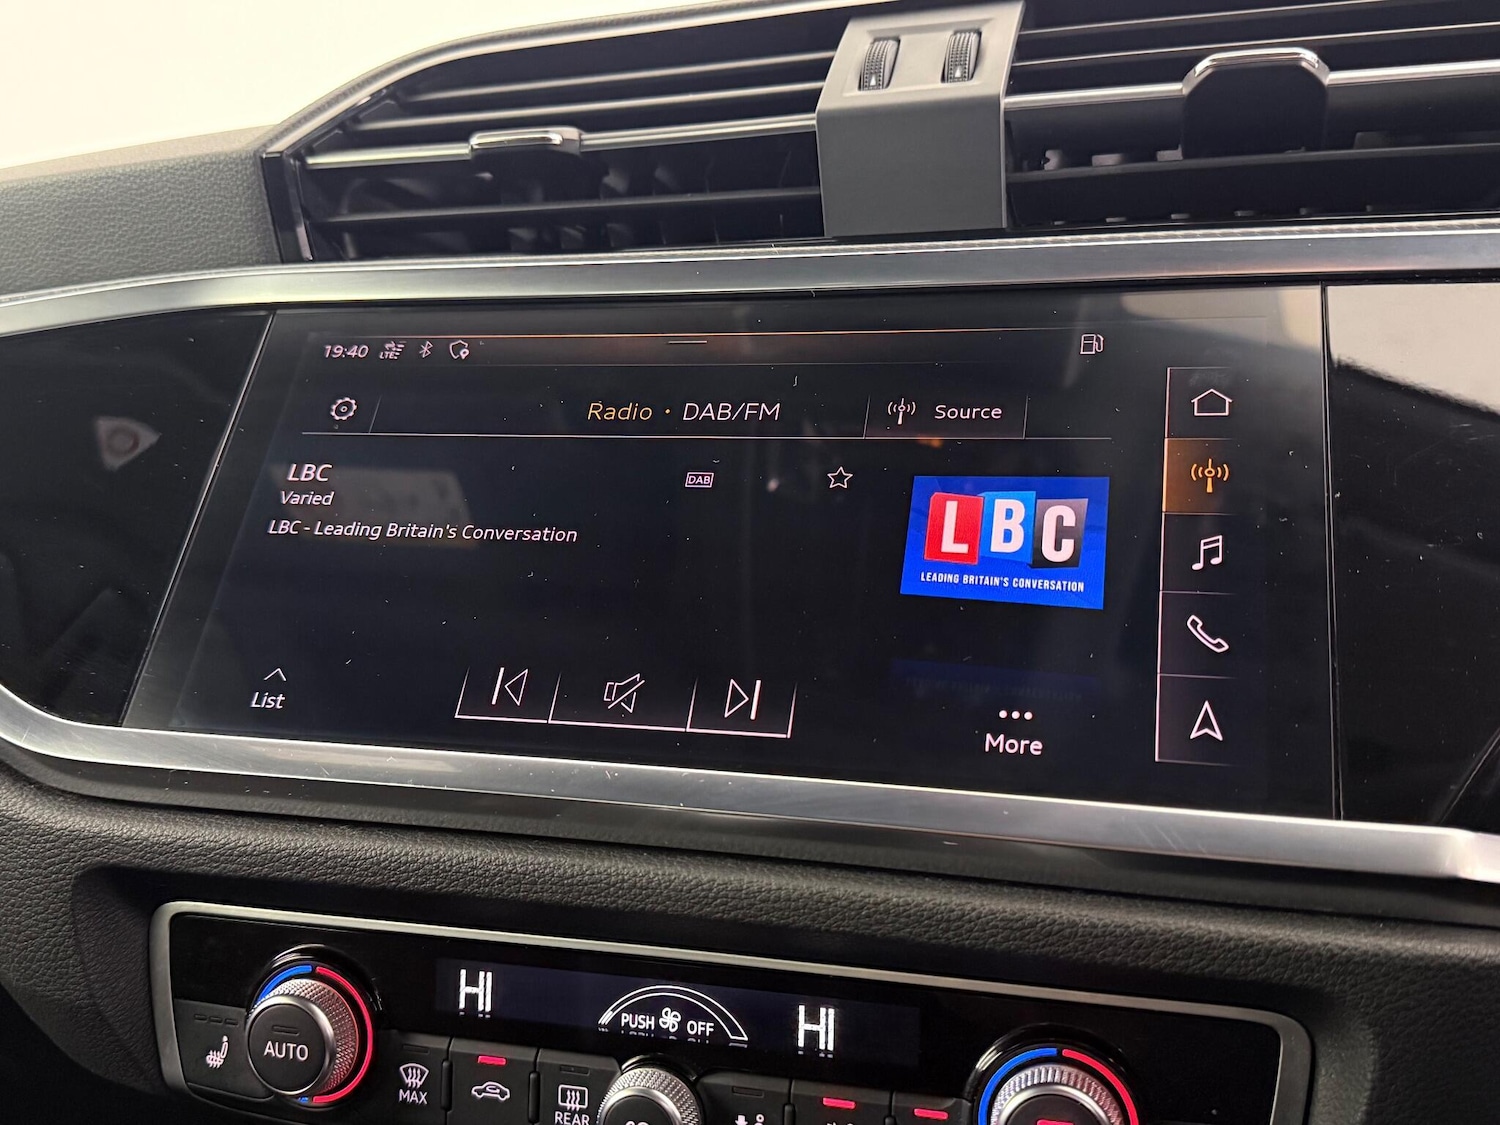 19:40 LTE
Radio • DAB/FM
Source
LBC
DAB
Varied
LBC - Leading Britain's Conversation
LBC
LEADING BRITAIN'S CONVERSATION
List
More
HI
PUSH OFF
HI
AUTO
MAX
REAR